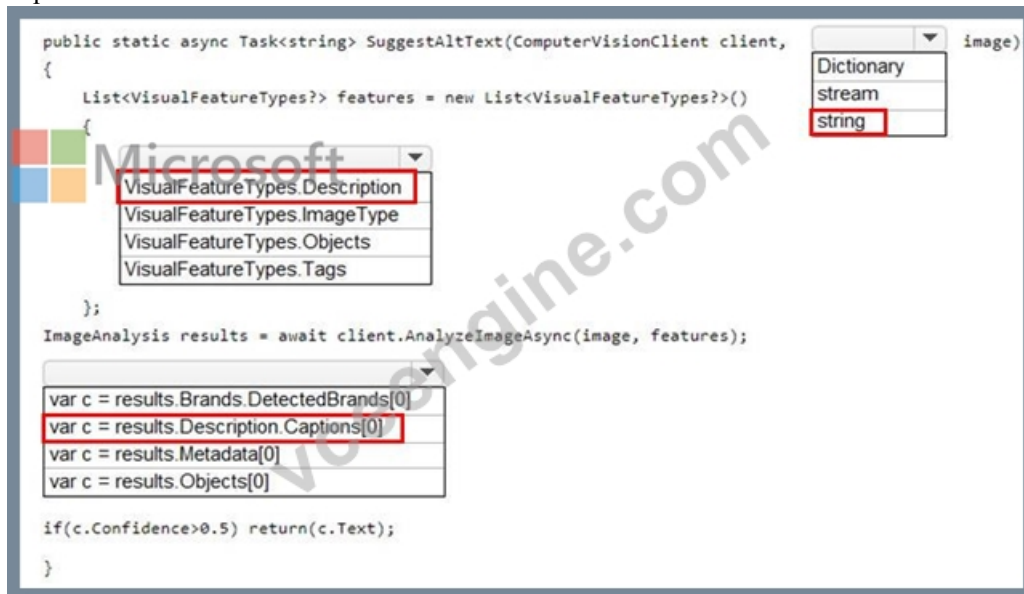 public static async Task<string> SuggestAltText(ComputerVisionClient client, image)
Dictionary
stream
string
{
List<VisualFeatureTypes?> features = new List<VisualFeatureTypes?>()
{
Microsoft
VisualFeatureTypes.Description
VisualFeatureTypes.ImageType
VisualFeatureTypes.Objects
VisualFeatureTypes.Tags
};
ImageAnalysis results = await client.AnalyzeImageAsync(image, features);
var c = results.Brands.DetectedBrands[0]
var c = results.Description.Captions[0]
var c = results.Metadata[0]
var c = results.Objects[0]
if(c.Confidence>0.5) return(c.Text);
}
vceengine.com